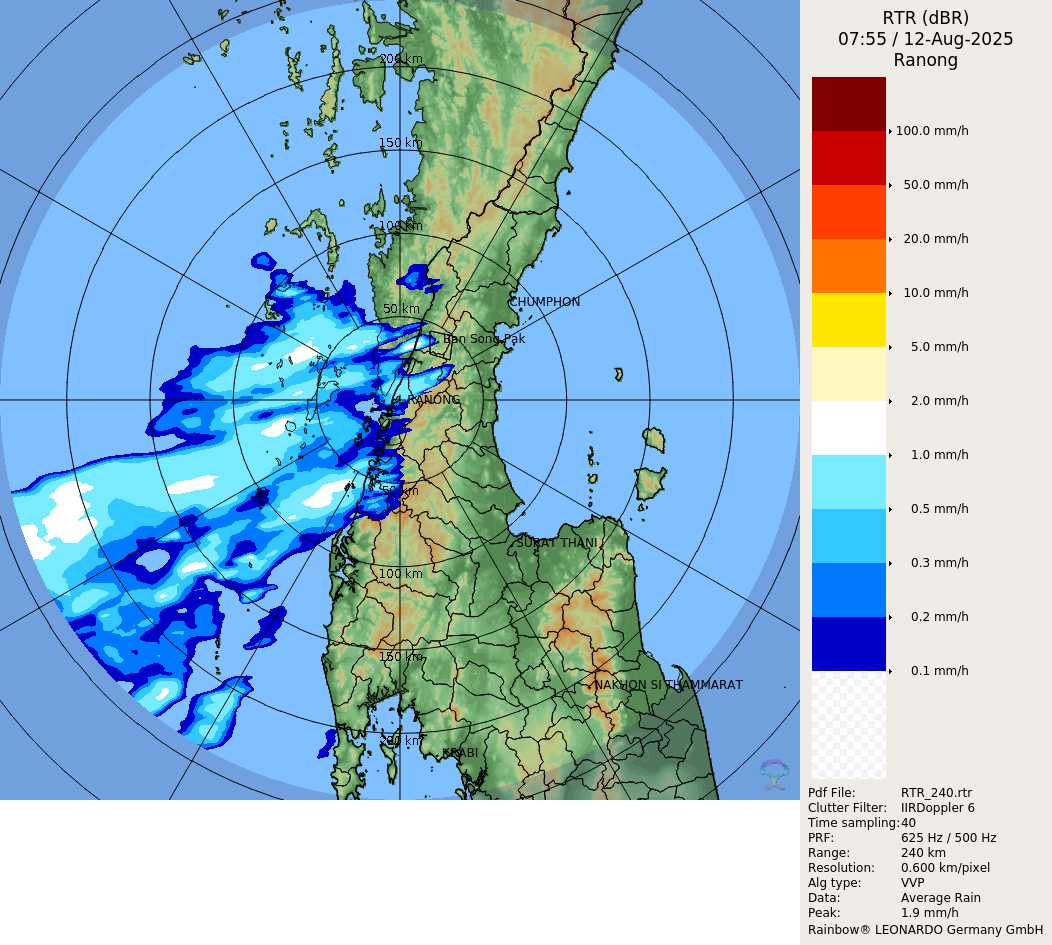 RTR (dBR)
07:55 / 12-Aug-2025
Ranong
200 km
150 km
100 km
50 km
CHUMPHON
Ban Song Pak
RANONG
50 km
SURAT THANI
100 km
150 km
NAKHON SI THAMMARAT
200 km
KRABI
100.0 mm/h
50.0 mm/h
20.0 mm/h
10.0 mm/h
5.0 mm/h
2.0 mm/h
1.0 mm/h
0.5 mm/h
0.3 mm/h
0.2 mm/h
0.1 mm/h
Pdf File: RTR_240.rtr
Clutter Filter: IIRDoppler 6
Time sampling: 40
PRF: 625 Hz / 500 Hz
Range: 240 km
Resolution: 0.600 km/pixel
Alg type: VVP
Data: Average Rain
Peak: 1.9 mm/h
Rainbow® LEONARDO Germany GmbH